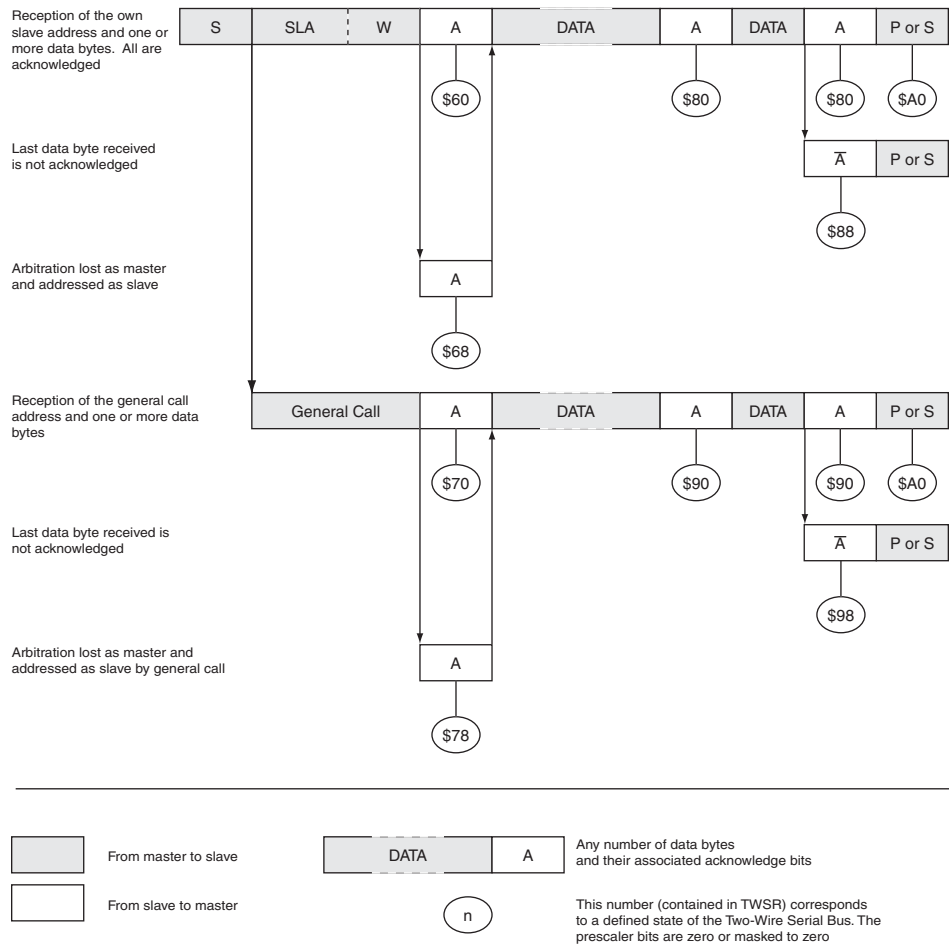 Reception of the own
slave address and one or
more data bytes. All are
acknowledged
S SLA W A DATA A DATA A P or S
$60 $80 $80 $A0
Last data byte received
is not acknowledged
A̅ P or S
$88
Arbitration lost as master
and addressed as slave
A
$68
Reception of the general call
address and one or more data
bytes
General Call A DATA A DATA A P or S
$70 $90 $90 $A0
Last data byte received is
not acknowledged
A̅ P or S
$98
Arbitration lost as master and
addressed as slave by general call
A
$78
From master to slave
DATA A
Any number of data bytes
and their associated acknowledge bits
From slave to master
n
This number (contained in TWSR) corresponds
to a defined state of the Two-Wire Serial Bus. The
prescaler bits are zero or masked to zero